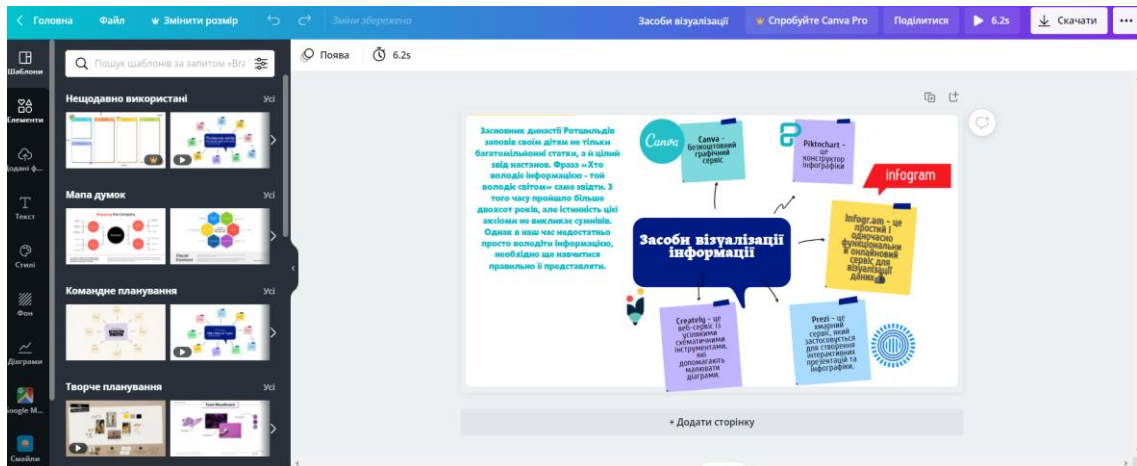 Головна Файл Змінити розмір Зміни збережено Засоби візуалізації Спробуйте Canva Pro Поділитися 6.2s Скачати
Поява 6.2s
Шаблони
Елементи
Додані ф...
Текст
Стилі
Фон
Діаграми
Google M...
Смайли
Пошук шаблонів за запитом «Bra
Нещодавно використані Усі
Мапа думок Усі
Командне планування Усі
Творче планування Усі
Засновник династії Ротшильдів
заповів своїм дітям не тільки
багатомільйонні статки, а й цілий
звід настанов. Фраза «Хто
володіє інформацією - той
володіє світом» саме звідти. З
того часу пройшло більше
двохсот років, але істинність цієї
аксіоми не викликає сумнівів.
Однак в наш час недостатньо
просто володіти інформацією,
необхідно ще навчитися
правильно її представляти.
Canva
Canva -
безкоштовний
графічний
сервіс
Piktochart -
це
конструктор
інфографіки
infogram
Infogr.am - це
простий і
одночасно
функціональни
й онлайновий
сервіс для
візуалізації
даних
Засоби візуалізації
інформації
Creately - це
веб-сервіс із
усілякими
схематичними
інструментами,
які
допомагають
малювати
діаграми.
Prezi - це
хмарний
сервіс, який
застосовується
для створення
інтерактивних
презентацій та
інфографіки.
+ Додати сторінку